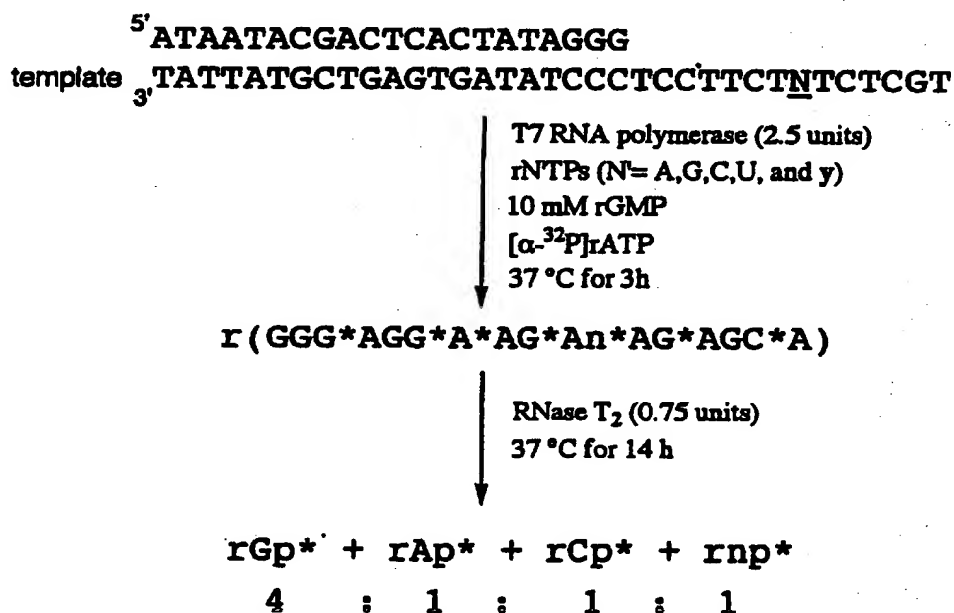 5' ATAATACGACTCACTATAGGG
template 3' TATTATGCTGAGTGATATCCCTCCTTCTNTCTCGT
T7 RNA polymerase (2.5 units)
rNTPs (N'= A,G,C,U, and y)
10 mM rGMP
[α-³²P]rATP
37 °C for 3h
r(GGG*AGG*A*AG*An*AG*AGC*A)
RNase T₂ (0.75 units)
37 °C for 14 h
rGp* + rAp* + rCp* + rnp*
4 : 1 : 1 : 1